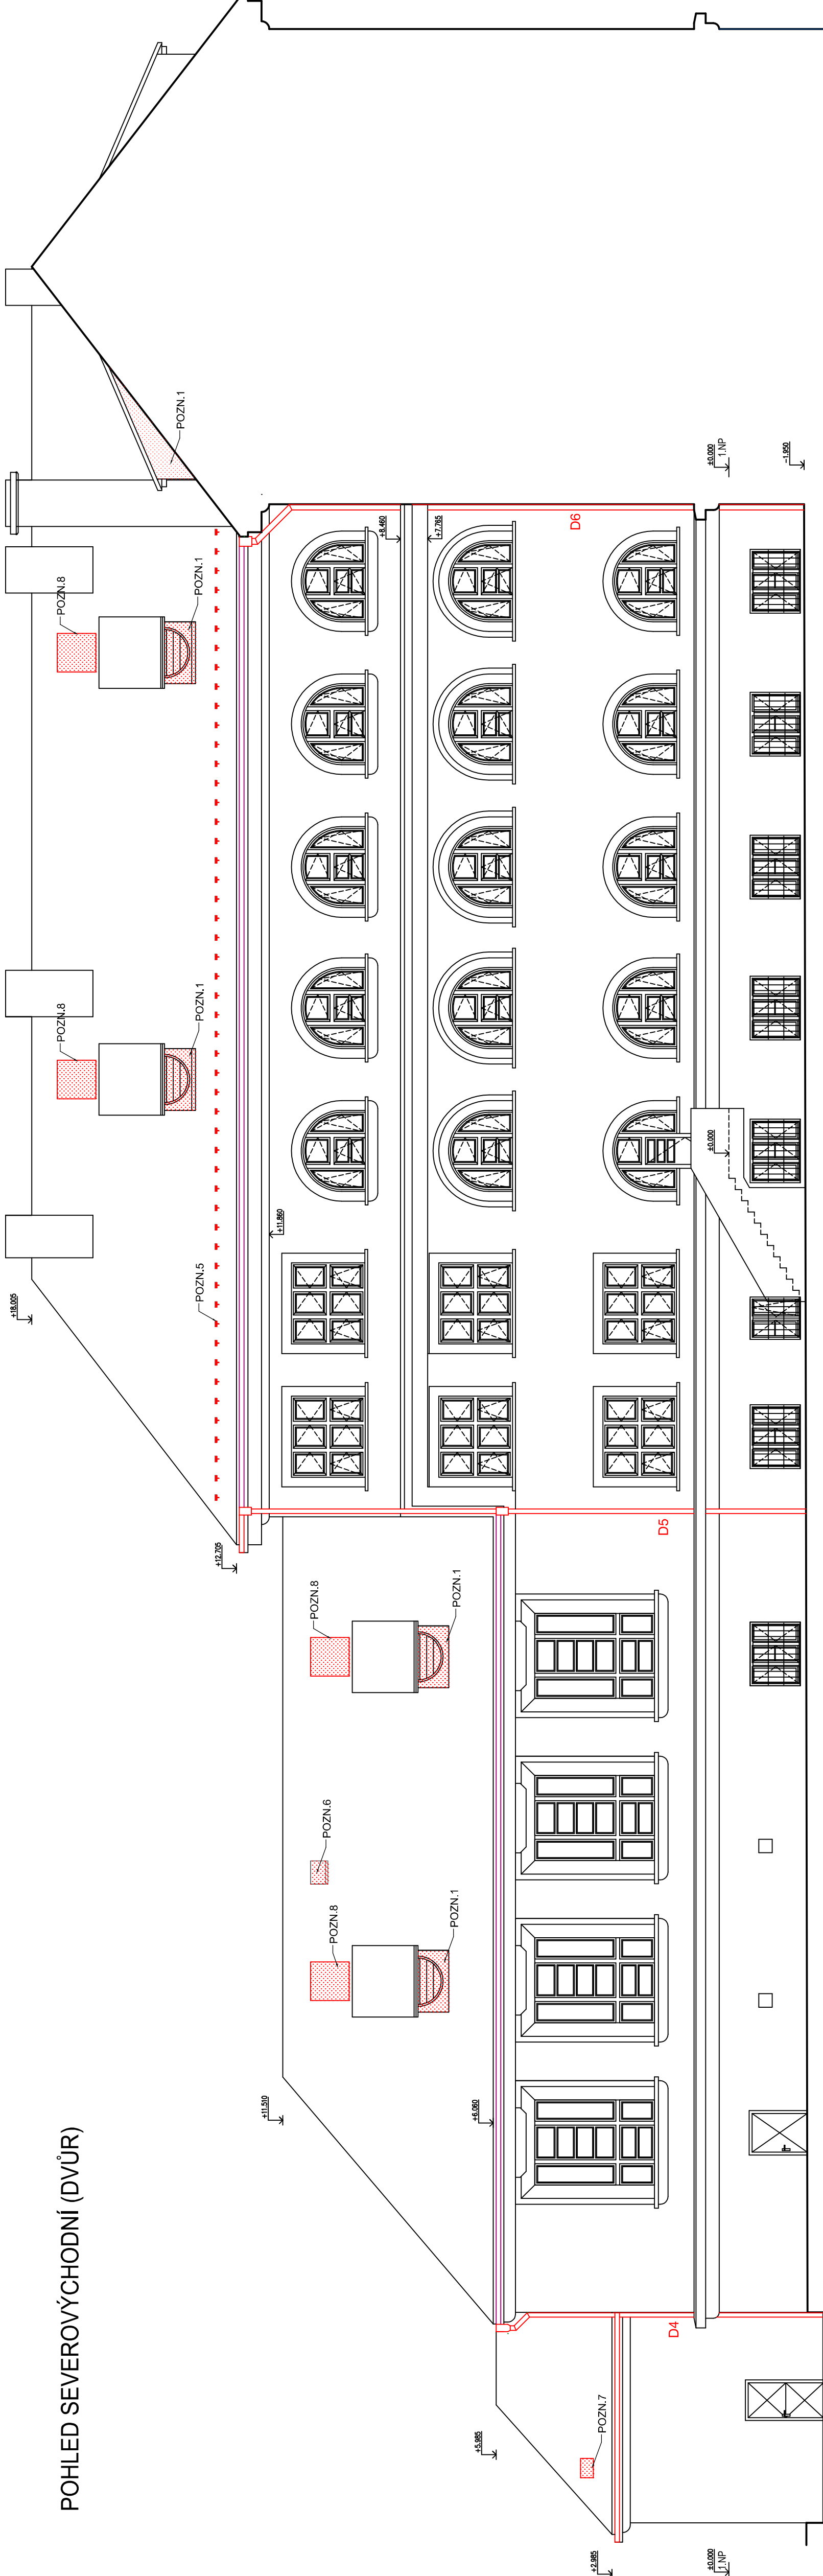 POHLED SEVEROVÝCHODNÍ (DVŮR)
+18.005
POZN.8
POZN.8
POZN.1
POZN.1
POZN.1
POZN.5
+12.705
+11.860
+11.510
POZN.8
POZN.6
POZN.8
+8.460
+7.765
POZN.1
POZN.1
+6.060
+5.985
D6
+2.985
POZN.7
D5
D4
±0.000
1.NP
±0.000
±0.000
1.NP
-1.950